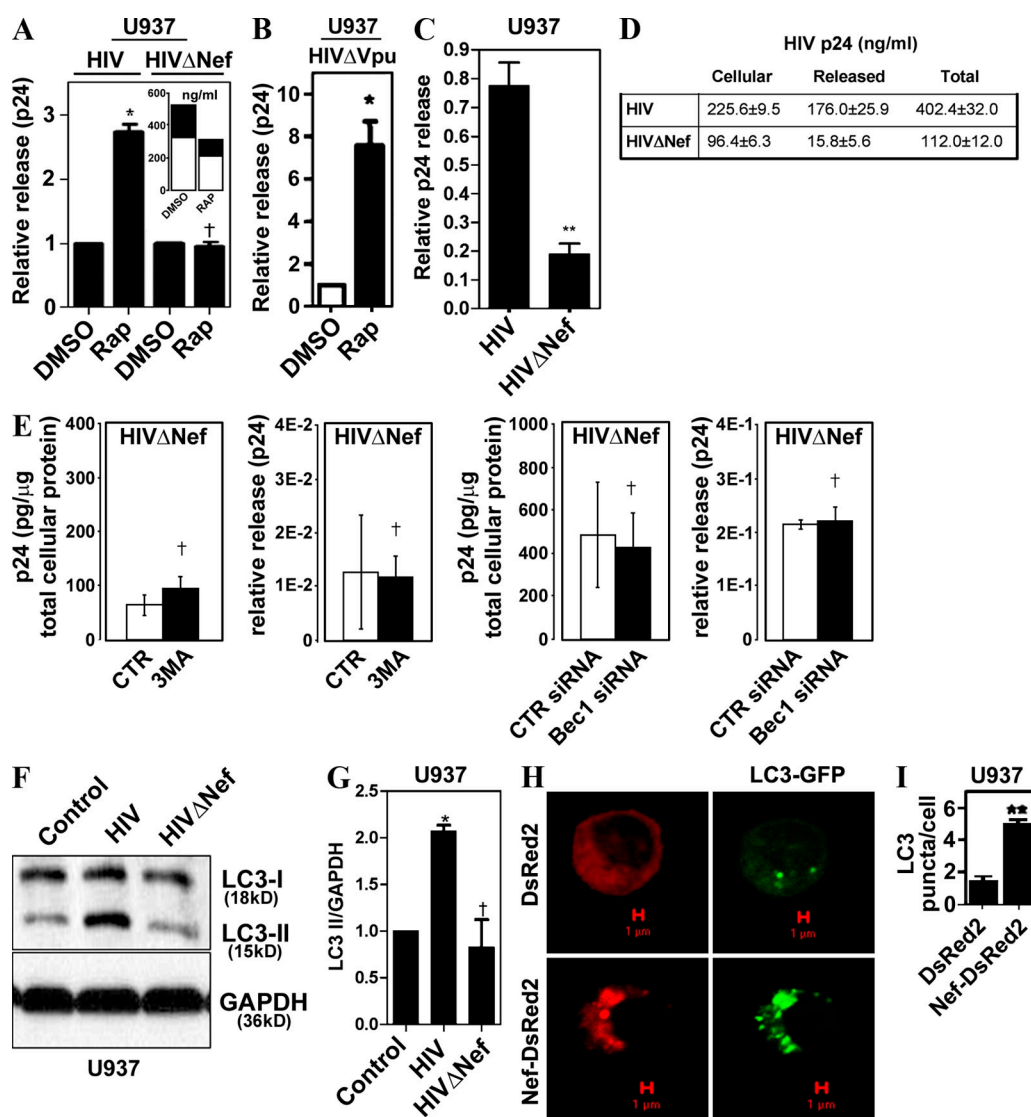 A
U937
HIV HIVΔNef
Relative release (p24)
3
2
1
0
*
†
ng/ml
600
400
200
0
DMSO RAP
DMSO Rap DMSO Rap
B
U937
HIVΔVpu
Relative release (p24)
10
8
6
4
2
0
*
DMSO Rap
C
U937
Relative p24 release
0.9
0.8
0.7
0.6
0.5
0.4
0.3
0.2
0.1
0.0
**
HIV HIVΔNef
D
HIV p24 (ng/ml)
Cellular Released Total
HIV 225.6±9.5 176.0±25.9 402.4±32.0
HIVΔNef 96.4±6.3 15.8±5.6 112.0±12.0
E
HIVΔNef
p24 (pg/µg
total cellular protein)
400
300
200
100
0
†
CTR 3MA
HIVΔNef
relative release (p24)
4E-2
3E-2
2E-2
1E-2
0
†
CTR 3MA
HIVΔNef
p24 (pg/µg
total cellular protein)
1000
800
600
400
200
0
†
CTR siRNA Bec1 siRNA
HIVΔNef
relative release (p24)
4E-1
3E-1
2E-1
1E-1
0
†
CTR siRNA Bec1 siRNA
F
Control HIV HIVΔNef
LC3-I
(18kD)
LC3-II
(15kD)
GAPDH
(36kD)
U937
G
U937
LC3 II/GAPDH
2.5
2.0
1.5
1.0
0.5
0.0
*
†
Control HIV HIVΔNef
H
LC3-GFP
DsRed2
1 µm
1 µm
Nef-DsRed2
1 µm
1 µm
I
U937
LC3
puncta/cell
6
4
2
0
**
DsRed2 Nef-DsRed2